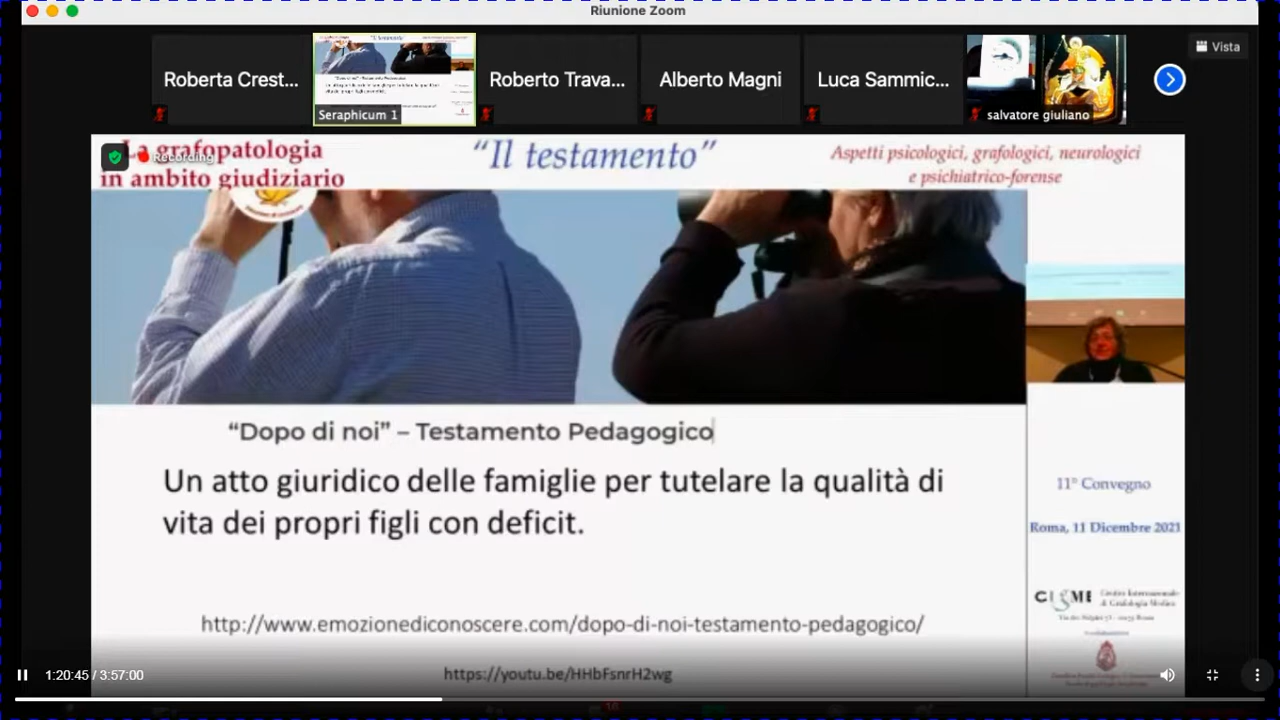 Riunione Zoom
Vista
Roberta Crest...
Seraphicum 1
Roberto Trava...
Alberto Magni
Luca Sammic...
salvatore giuliano
Recording
La grafopatologia
in ambito giudiziario
“Il testamento”
Aspetti psicologici, grafologici, neurologici
e psichiatrico-forense
“Dopo di noi” – Testamento Pedagogico
Un atto giuridico delle famiglie per tutelare la qualità di
vita dei propri figli con deficit.
http://www.emozionediconoscere.com/dopo-di-noi-testamento-pedagogico/
https://youtu.be/HHbFsnrH2wg
11° Convegno
Roma, 11 Dicembre 2021
Centro Internazionale
di Grafologia Medica
1:20:45 / 3:57:00